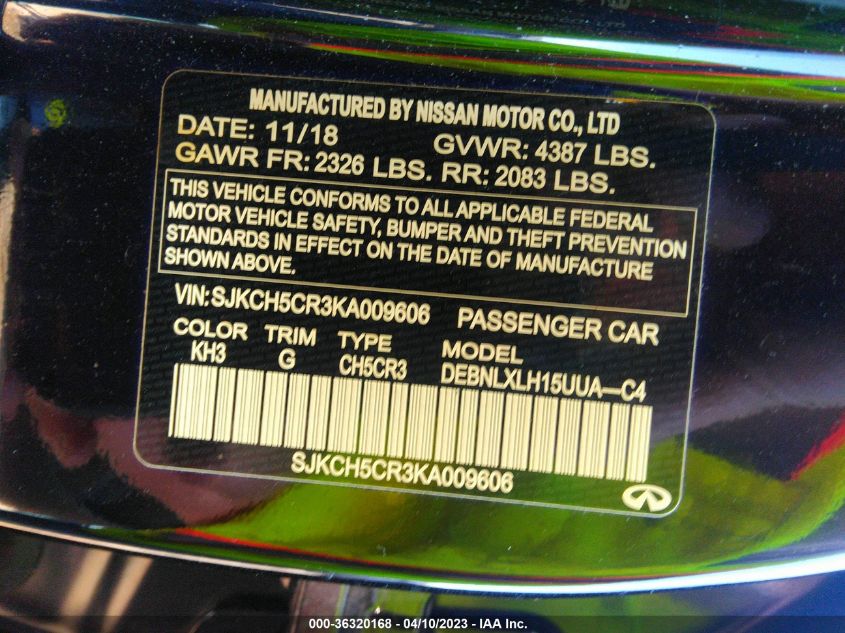 MANUFACTURED BY NISSAN MOTOR CO., LTD
DATE: 11/18 GVWR: 4387 LBS.
GAWR FR: 2326 LBS. RR: 2083 LBS.
THIS VEHICLE CONFORMS TO ALL APPLICABLE FEDERAL
MOTOR VEHICLE SAFETY, BUMPER AND THEFT PREVENTION
STANDARDS IN EFFECT ON THE DATE OF MANUFACTURE
SHOWN ABOVE.
VIN: SJKCH5CR3KA009606 PASSENGER CAR
COLOR TRIM TYPE MODEL
KH3 G CH5CR3 DEBNLXLH15UUA—C4
SJKCH5CR3KA009606
000-36320168 - 04/10/2023 - IAA Inc.